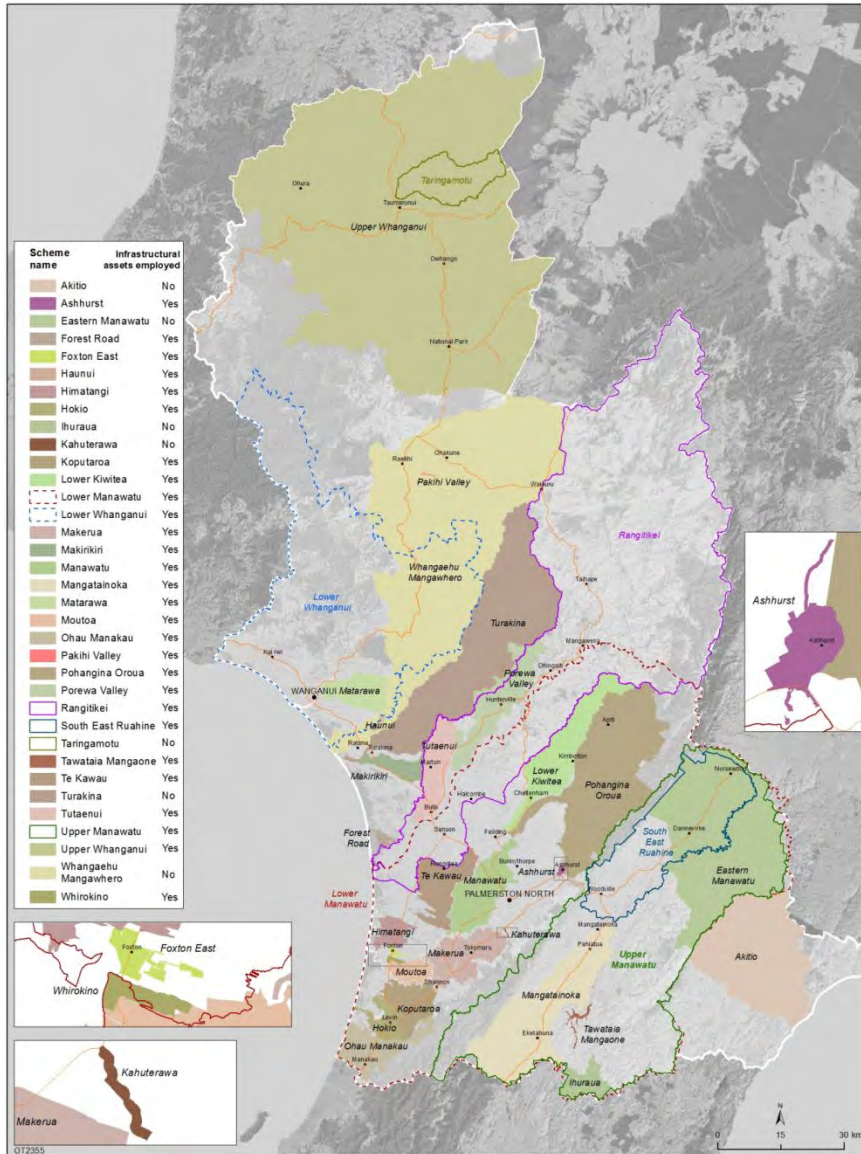 Scheme name Infrastructural assets employed
Akitio No
Ashhurst Yes
Eastern Manawatu No
Forest Road Yes
Foxton East Yes
Haunui Yes
Himatangi Yes
Hokio Yes
Ihuraua No
Kahuterawa No
Koputaroa Yes
Lower Kiwitea Yes
Lower Manawatu Yes
Lower Whanganui Yes
Makerua Yes
Makirikiri Yes
Manawatu Yes
Mangatainoka Yes
Matarawa Yes
Moutoa Yes
Ohau Manakau Yes
Pakihi Valley Yes
Pohangina Oroua Yes
Porewa Valley Yes
Rangitikei Yes
South East Ruahine Yes
Taringamotu No
Tawataia Mangaone Yes
Te Kawau Yes
Turakina No
Tutaenui Yes
Upper Manawatu Yes
Upper Whanganui Yes
Whangaehu Mangawhero No
Whirokino Yes
Taringamotu
Ohura
Taumarunui
Upper Whanganui
Owhango
National Park
Raetihi
Ohakune
Pakihi Valley
Waiouru
Rangitikei
Whangaehu
Mangawhero
Lower
Whanganui
Turakina
Taihape
Mangaweka
Kai Iwi
Porewa
Valley
Ohingaiti
WANGANUI
Matarawa
Hunterville
Haunui
Ratana
Turakina
Tutaenui
Marton
Makirikiri
Apiti
Kimbolton
Lower
Kiwitea
Pohangina
Oroua
Norsewood
Halcombe
Cheltenham
Bulls
Sanson
Feilding
Forest
Road
South
East
Ruahine
Dannevirke
Eastern
Manawatu
Bunnythorpe
Ashhurst
Ashhurst
Rangitikei
Te Kawau
Manawatu
Woodville
Lower
Manawatu
PALMERSTON NORTH
Himatangi
Kahuterawa
Mangatainoka
Pahiatua
Upper
Manawatu
Foxton
Makerua
Tokomaru
Moutoa
Shannon
Akitio
Koputaroa
Levin
Hokio
Mangatainoka
Tawataia
Mangaone
Ohau Manakau
Manakau
Eketahuna
Ihuraua
Ashhurst
Ashhurst
Foxton
Foxton East
Whirokino
Kahuterawa
Makerua
N
0 15 30 km
OT2355